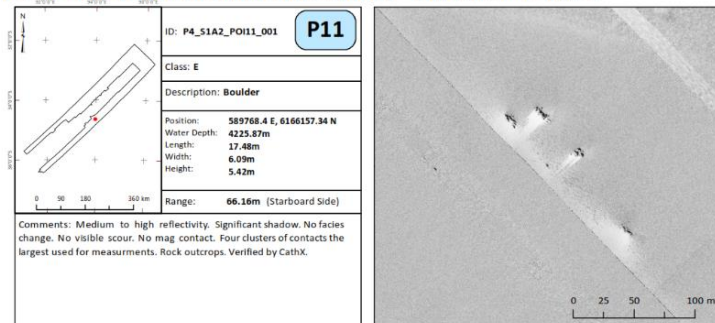 N
ID: P4_51A2_POI11_001
P11
Class: E
Description: Boulder
Position: 589768.4 E, 6166157.34 N
Water Depth: 4225.87m
Length: 17.48m
Width: 6.09m
Height: 5.42m
0 90 180 360 km
Range: 66.16m (Starboard Side)
Comments: Medium to high reflectivity. Significant shadow. No facies
change. No visible scour. No mag contact. Four clusters of contacts the
largest used for measurments. Rock outcrops. Verified by CathX.
0 25 50 100 m